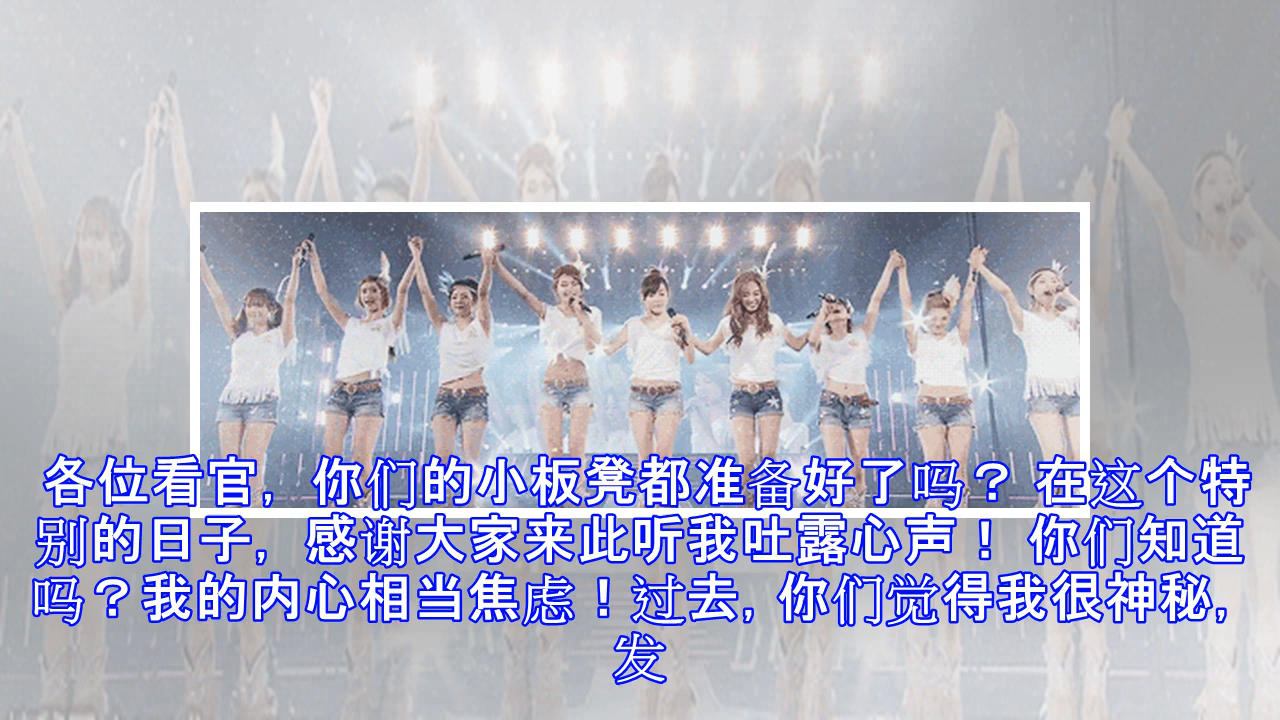 各位看官, 你们的小板凳都准备好了吗? 在这个特
别的日子, 感谢大家来此听我吐露心声! 你们知道
吗?我的内心相当焦虑!过去,你们觉得我很神秘,
发